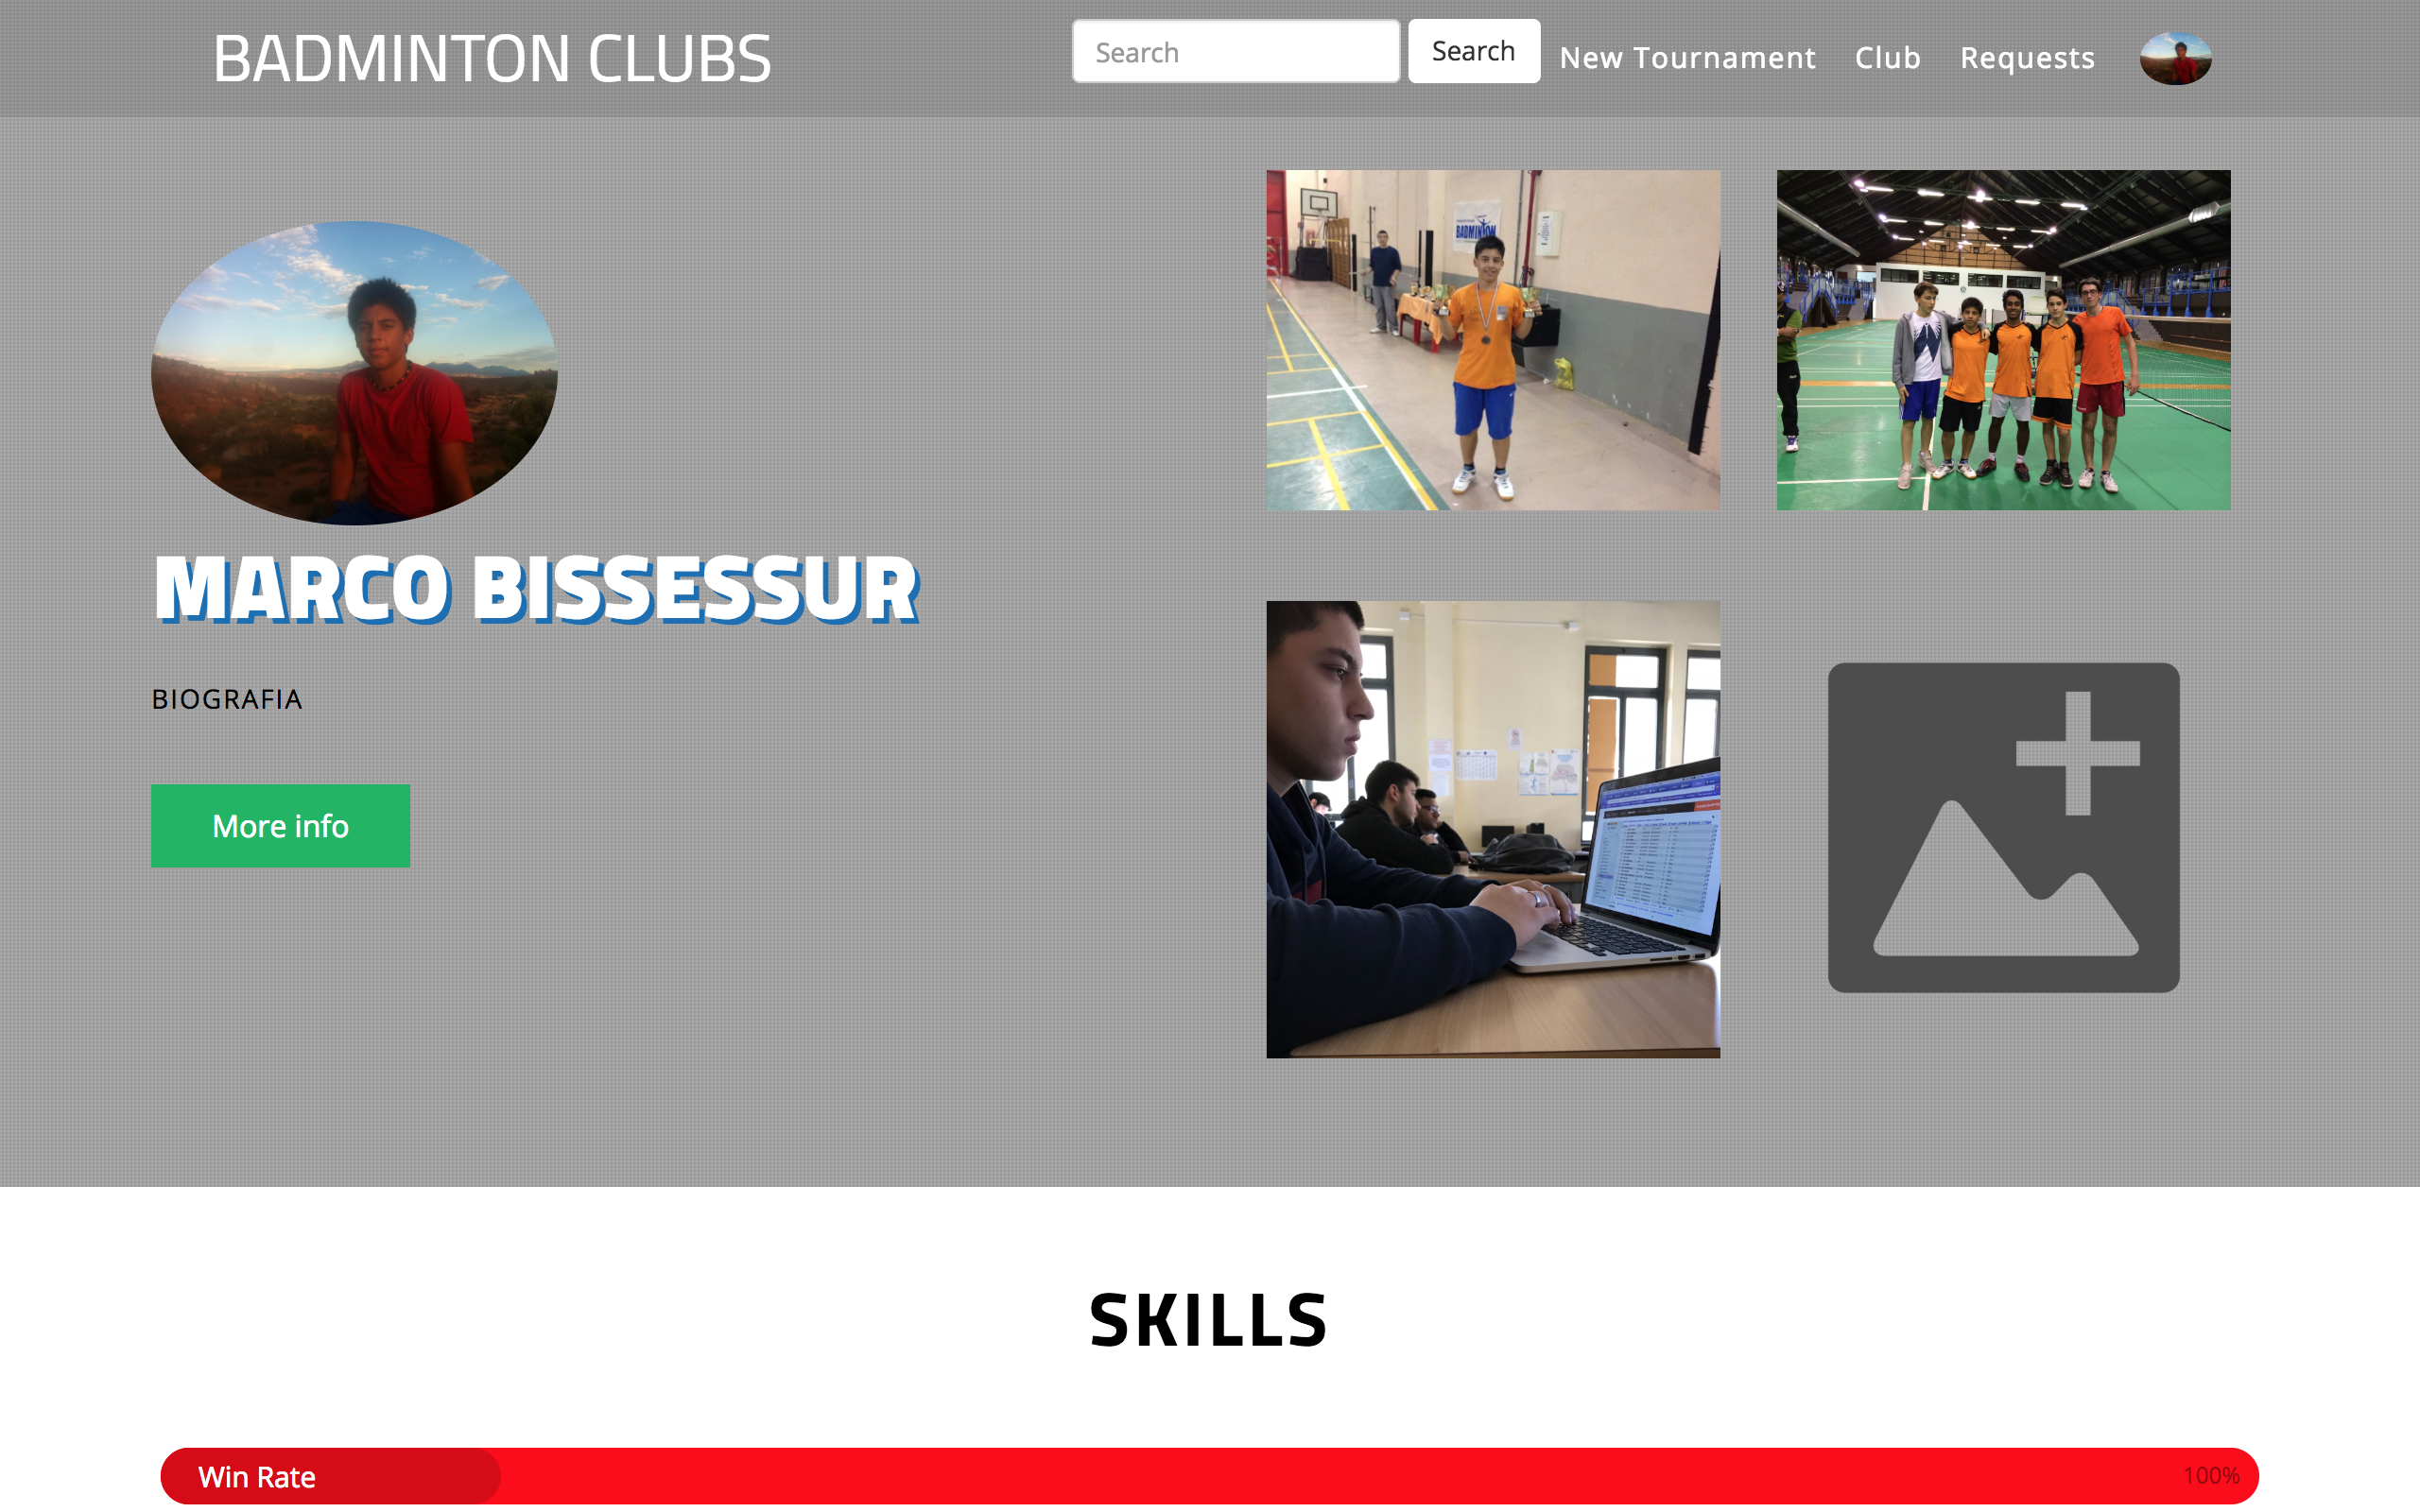 BADMINTON CLUBS
Search
Search
New Tournament
Club
Requests
BADMINTON
MARCO BISSESSUR
BIOGRAFIA
More info
SKILLS
Win Rate
100%